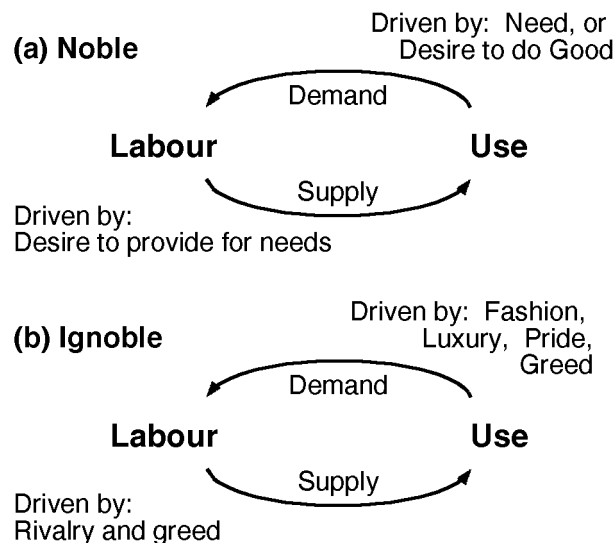 Driven by: Need, or
Desire to do Good
(a) Noble
Demand
Labour Use
Supply
Driven by:
Desire to provide for needs
Driven by: Fashion,
Luxury, Pride,
Greed
(b) Ignoble
Demand
Labour Use
Supply
Driven by:
Rivalry and greed